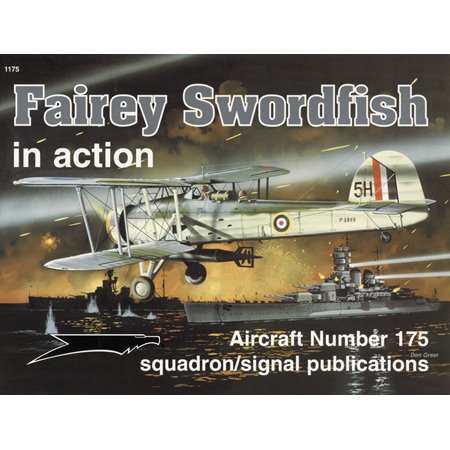 1175
Fairey Swordfish
in action
5H
P3998
Aircraft Number 175
Don Greer
squadron/signal publications